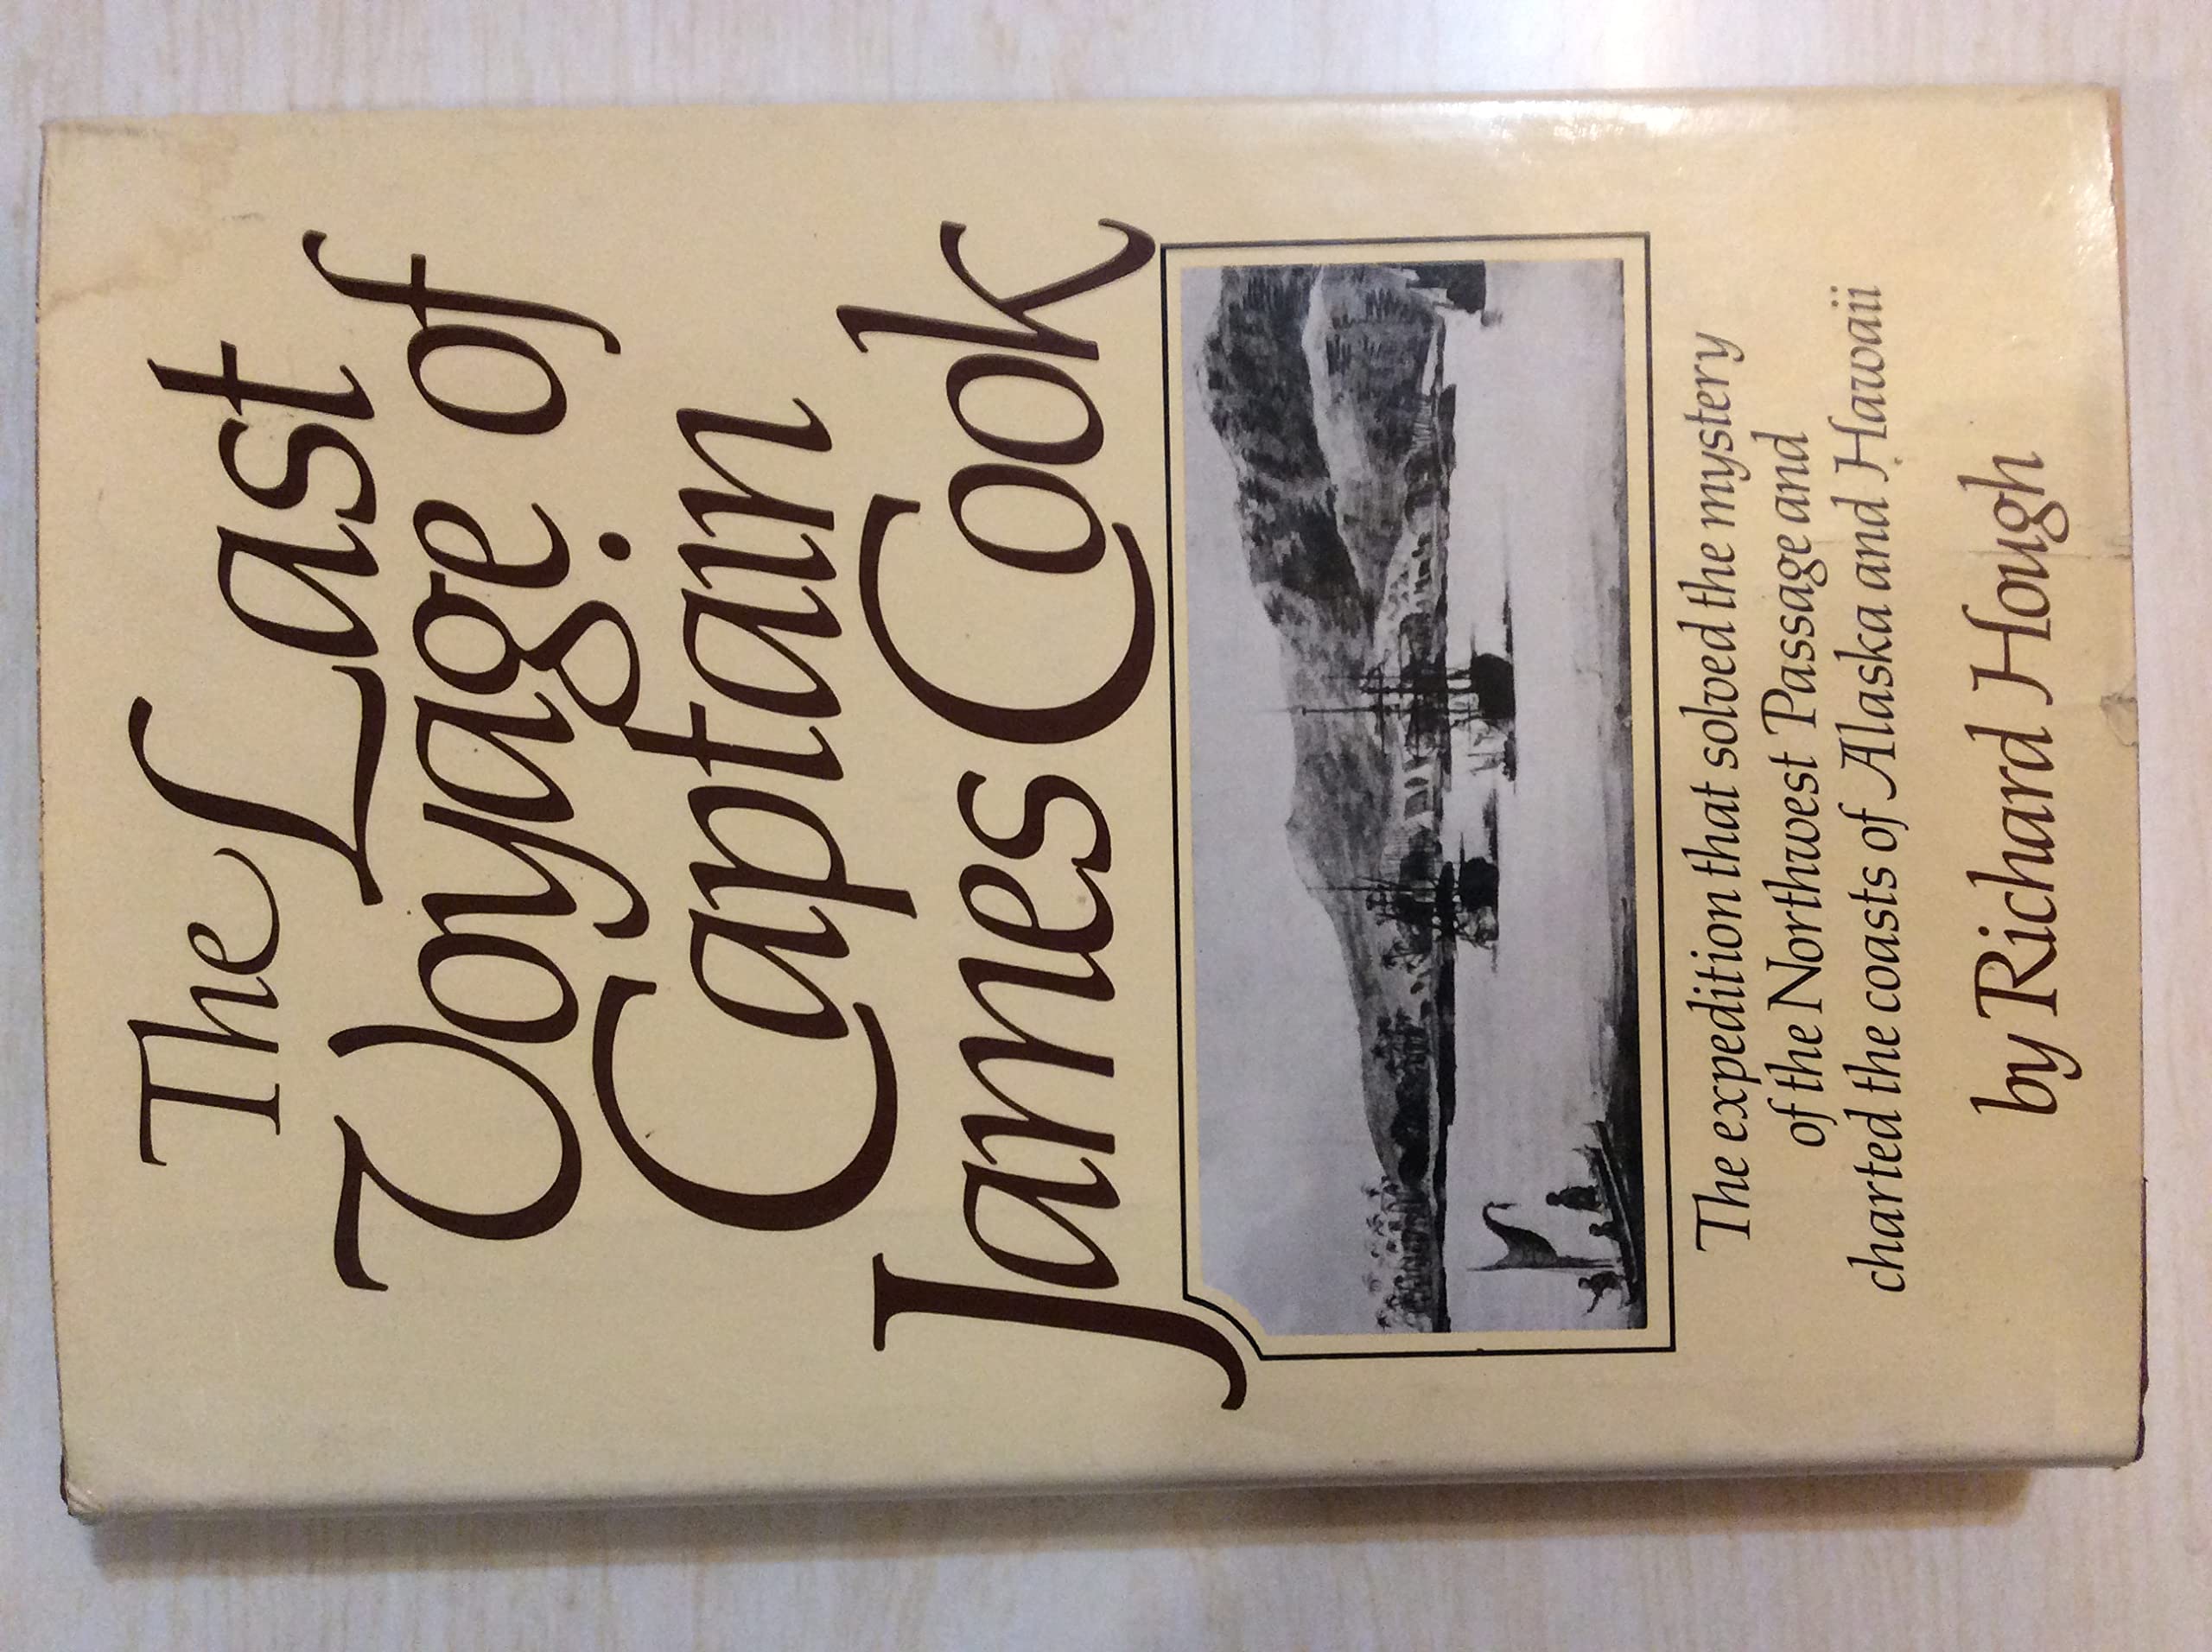 The Last
Voyage of
Captain
James Cook
The expedition that solved the mystery
of the Northwest Passage and
charted the coasts of Alaska and Hawaii
by Richard Hough